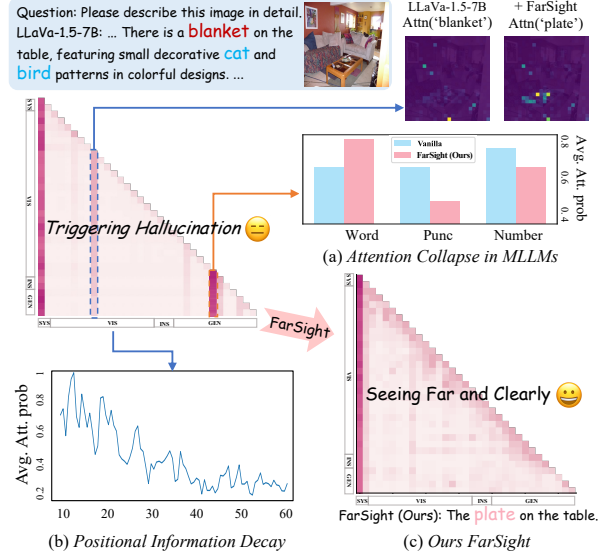 Question: Please describe this image in detail.
LLaVa-1.5-7B: ... There is a blanket on the
table, featuring small decorative cat and
bird patterns in colorful designs. ...
LLaVa-1.5-7B
Attn('blanket')
+ FarSight
Attn('plate')
SYS
VIS
INS
GEN
SYS
VIS
INS
GEN
Triggering Hallucination
Vanilla
FarSight (Ours)
0.8
0.6
0.4
Avg. Att. prob
Word
Punc
Number
(a) Attention Collapse in MLLMs
FarSight
Avg. Att. prob
1
0.8
0.6
0.4
0.2
10
20
30
40
50
60
(b) Positional Information Decay
SYS
VIS
INS
GEN
Seeing Far and Clearly
SYS
VIS
INS
GEN
FarSight (Ours): The plate on the table.
(c) Ours FarSight